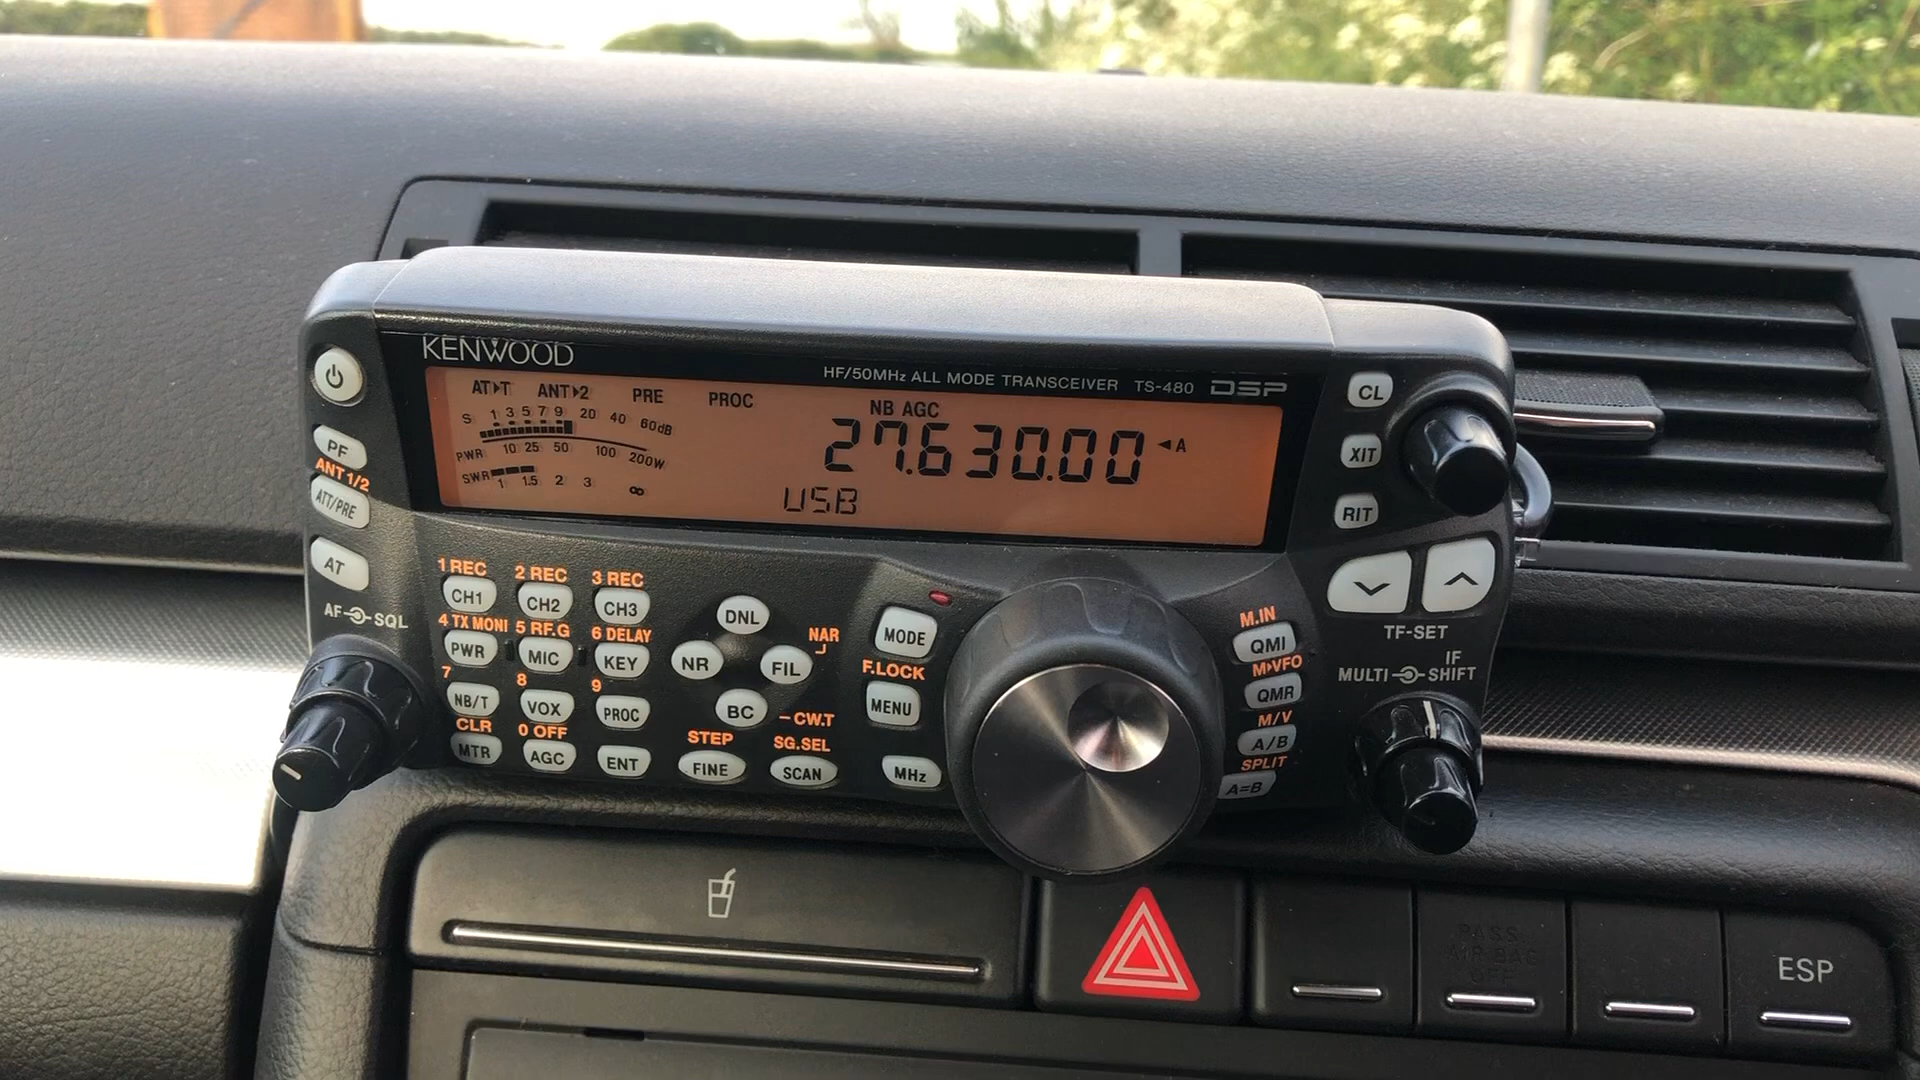 KENWOOD
HF/50MHz ALL MODE TRANSCEIVER TS-480 DSP
AT▸T ANT▸2 PRE PROC NB AGC
S 1 3 5 7 9 20 40 60dB
27.630.00 ◂A
PWR 10 25 50 100 200W
SWR 1 1.5 2 3 ∞
USB
PF
ANT 1/2
ATT/PRE
AT
AF SQL
1 REC 2 REC 3 REC
CH1 CH2 CH3
4 TX MONI 5 RF.G 6 DELAY
PWR MIC KEY
7 8 9
NB/T VOX PROC
CLR 0 OFF
MTR AGC ENT
DNL
NAR
NR FIL
BC
– CW.T
STEP SG.SEL
FINE SCAN
MODE
F.LOCK
MENU
MHz
M.IN
QMI
M▸VFO
QMR
M/V
A/B
SPLIT
A=B
CL
XIT
RIT
TF-SET
IF
MULTI SHIFT
PASS
AIR BAG
OFF
ESP